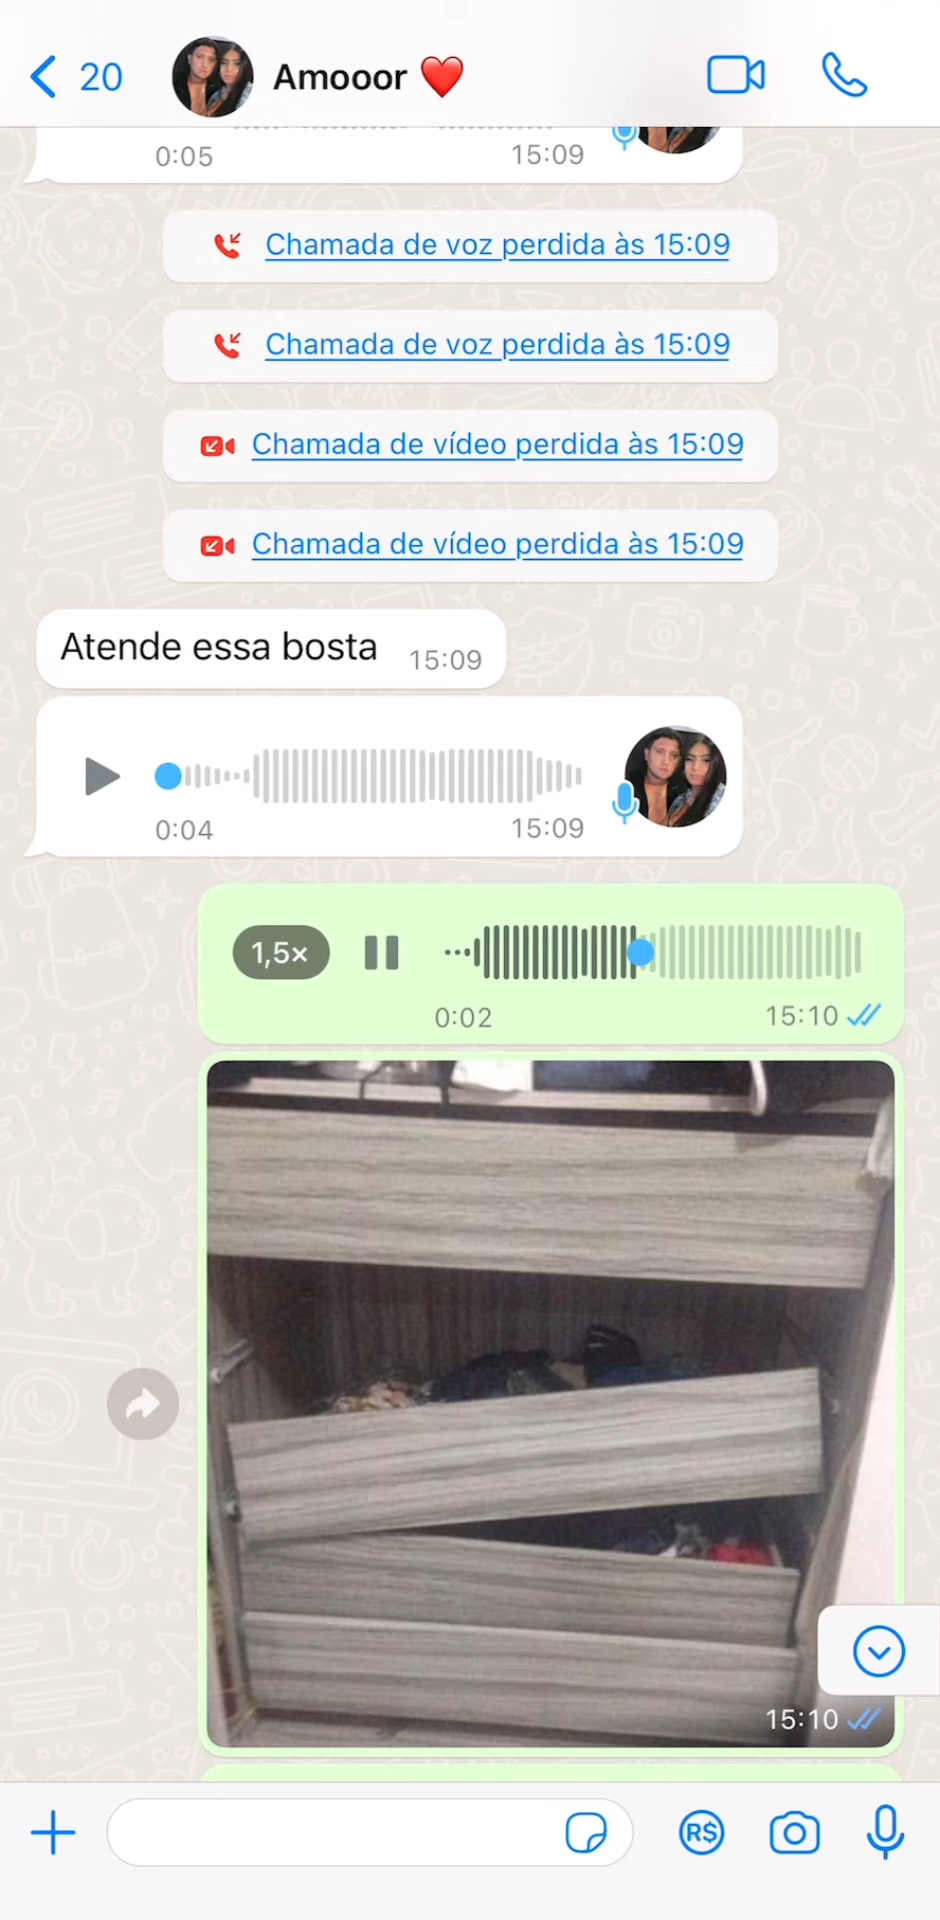 20
Amooor ❤️
0:05 15:09
Chamada de voz perdida às 15:09
Chamada de voz perdida às 15:09
Chamada de vídeo perdida às 15:09
Chamada de vídeo perdida às 15:09
Atende essa bosta 15:09
0:04 15:09
1,5×
0:02 15:10
15:10
R$